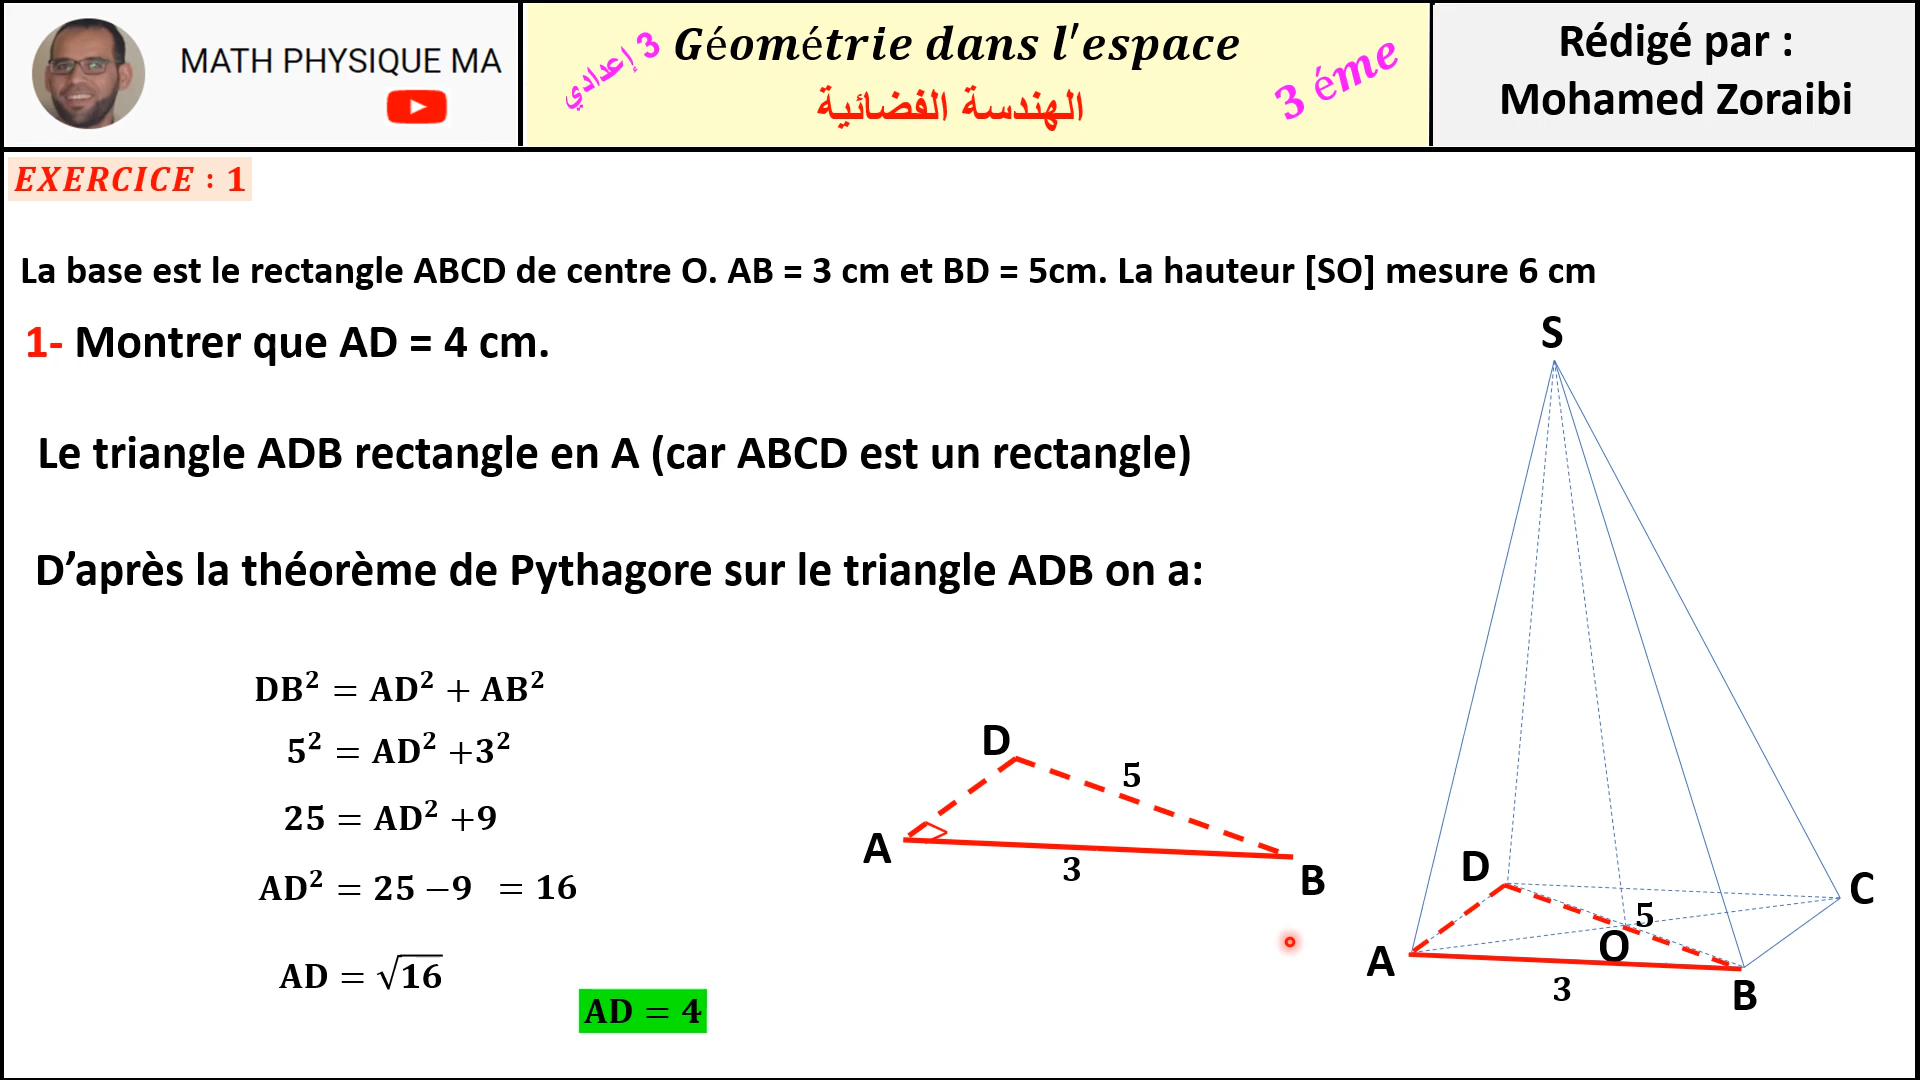 MATH PHYSIQUE MA
3 إعدادي
Géométrie dans l'espace
الهندسة الفضائية
3 éme
Rédigé par :
Mohamed Zoraibi
EXERCICE : 1
La base est le rectangle ABCD de centre O. AB = 3 cm et BD = 5cm. La hauteur [SO] mesure 6 cm
1- Montrer que AD = 4 cm.
Le triangle ADB rectangle en A (car ABCD est un rectangle)
D’après la théorème de Pythagore sur le triangle ADB on a:
DB² = AD² + AB²
5² = AD² +3²
25 = AD² +9
AD² = 25 −9 = 16
AD = √16
AD = 4
D
5
A
3
B
S
D
C
5
O
A
3
B